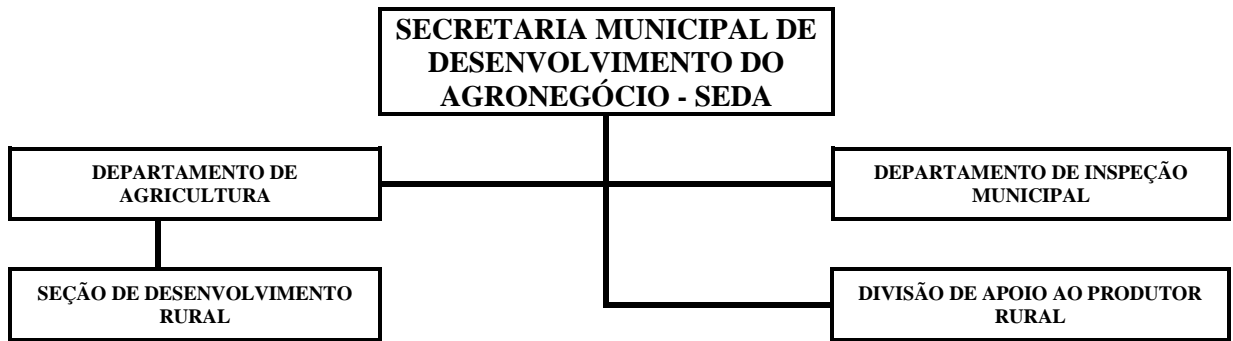 SECRETARIA MUNICIPAL DE
DESENVOLVIMENTO DO
AGRONEGÓCIO - SEDA
DEPARTAMENTO DE
AGRICULTURA
DEPARTAMENTO DE INSPEÇÃO
MUNICIPAL
SEÇÃO DE DESENVOLVIMENTO
RURAL
DIVISÃO DE APOIO AO PRODUTOR
RURAL